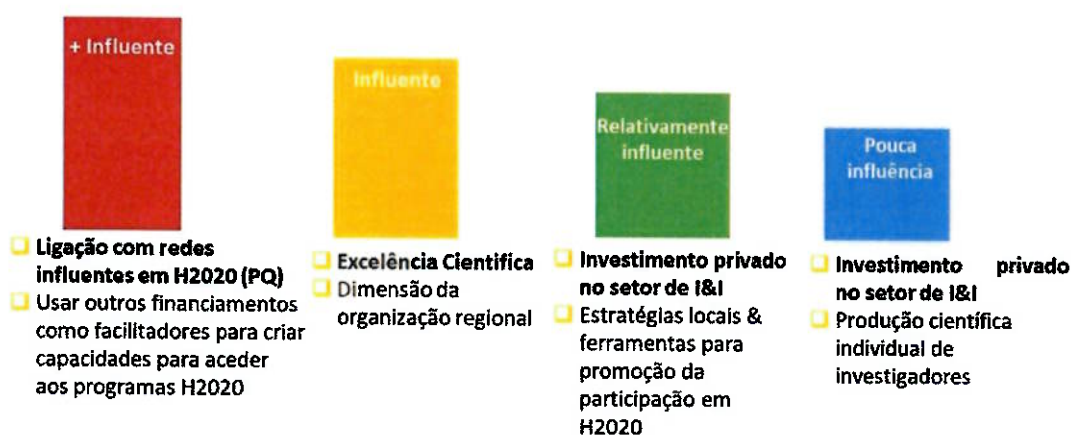 + Influente
Influente
Relativamente
influente
Pouca
influência
Ligação com redes
influentes em H2020 (PQ)
Usar outros financiamentos
como facilitadores para criar
capacidades para aceder
aos programas H2020
Excelência Cientifica
Dimensão da
organização regional
Investimento privado
no setor de I&I
Estratégias locais &
ferramentas para
promoção da
participação em
H2020
Investimento privado
no setor de I&I
Produção científica
individual de
investigadores